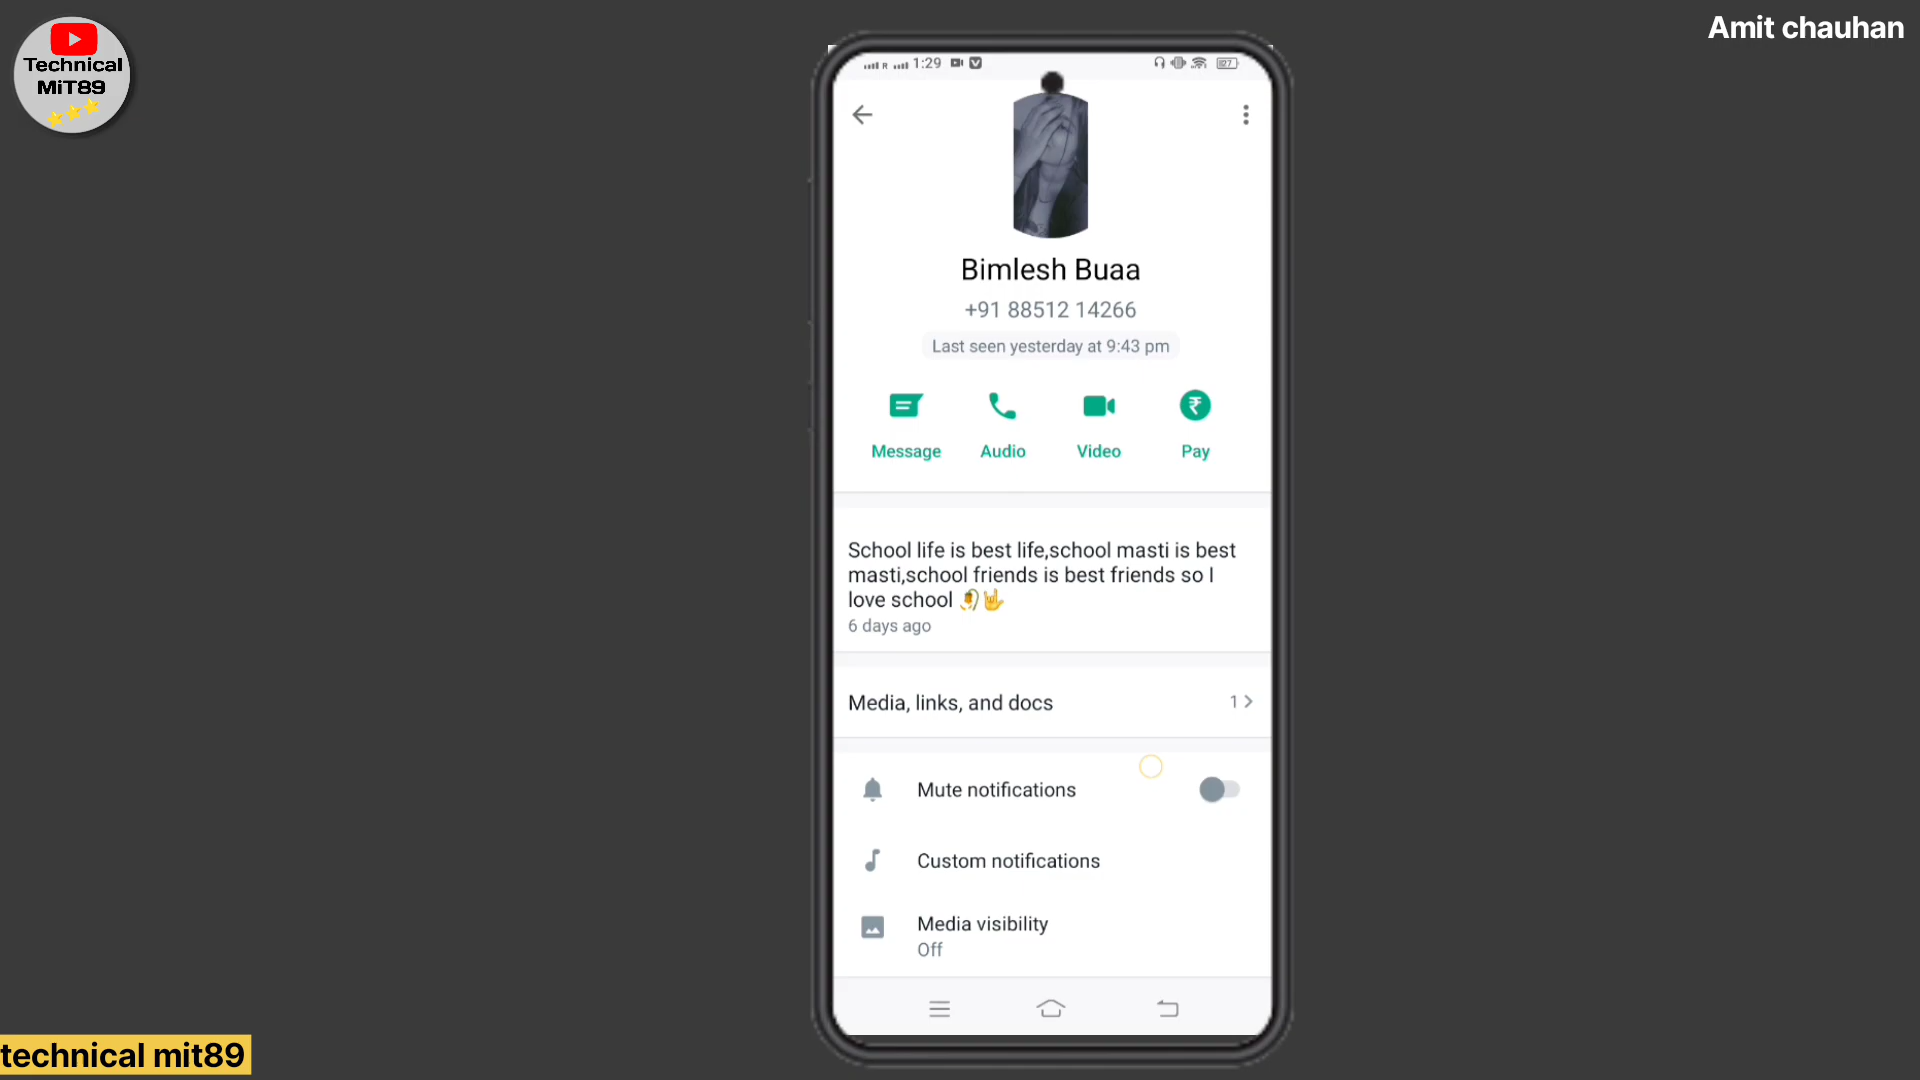 Technical
MiT89
Amit chauhan
R 1:29
27
Bimlesh Buaa
+91 88512 14266
Last seen yesterday at 9:43 pm
Message Audio Video Pay
School life is best life,school masti is best
masti,school friends is best friends so I
love school 🧚‍♂️🤟
6 days ago
Media, links, and docs 1
Mute notifications
Custom notifications
Media visibility
Off
technical mit89